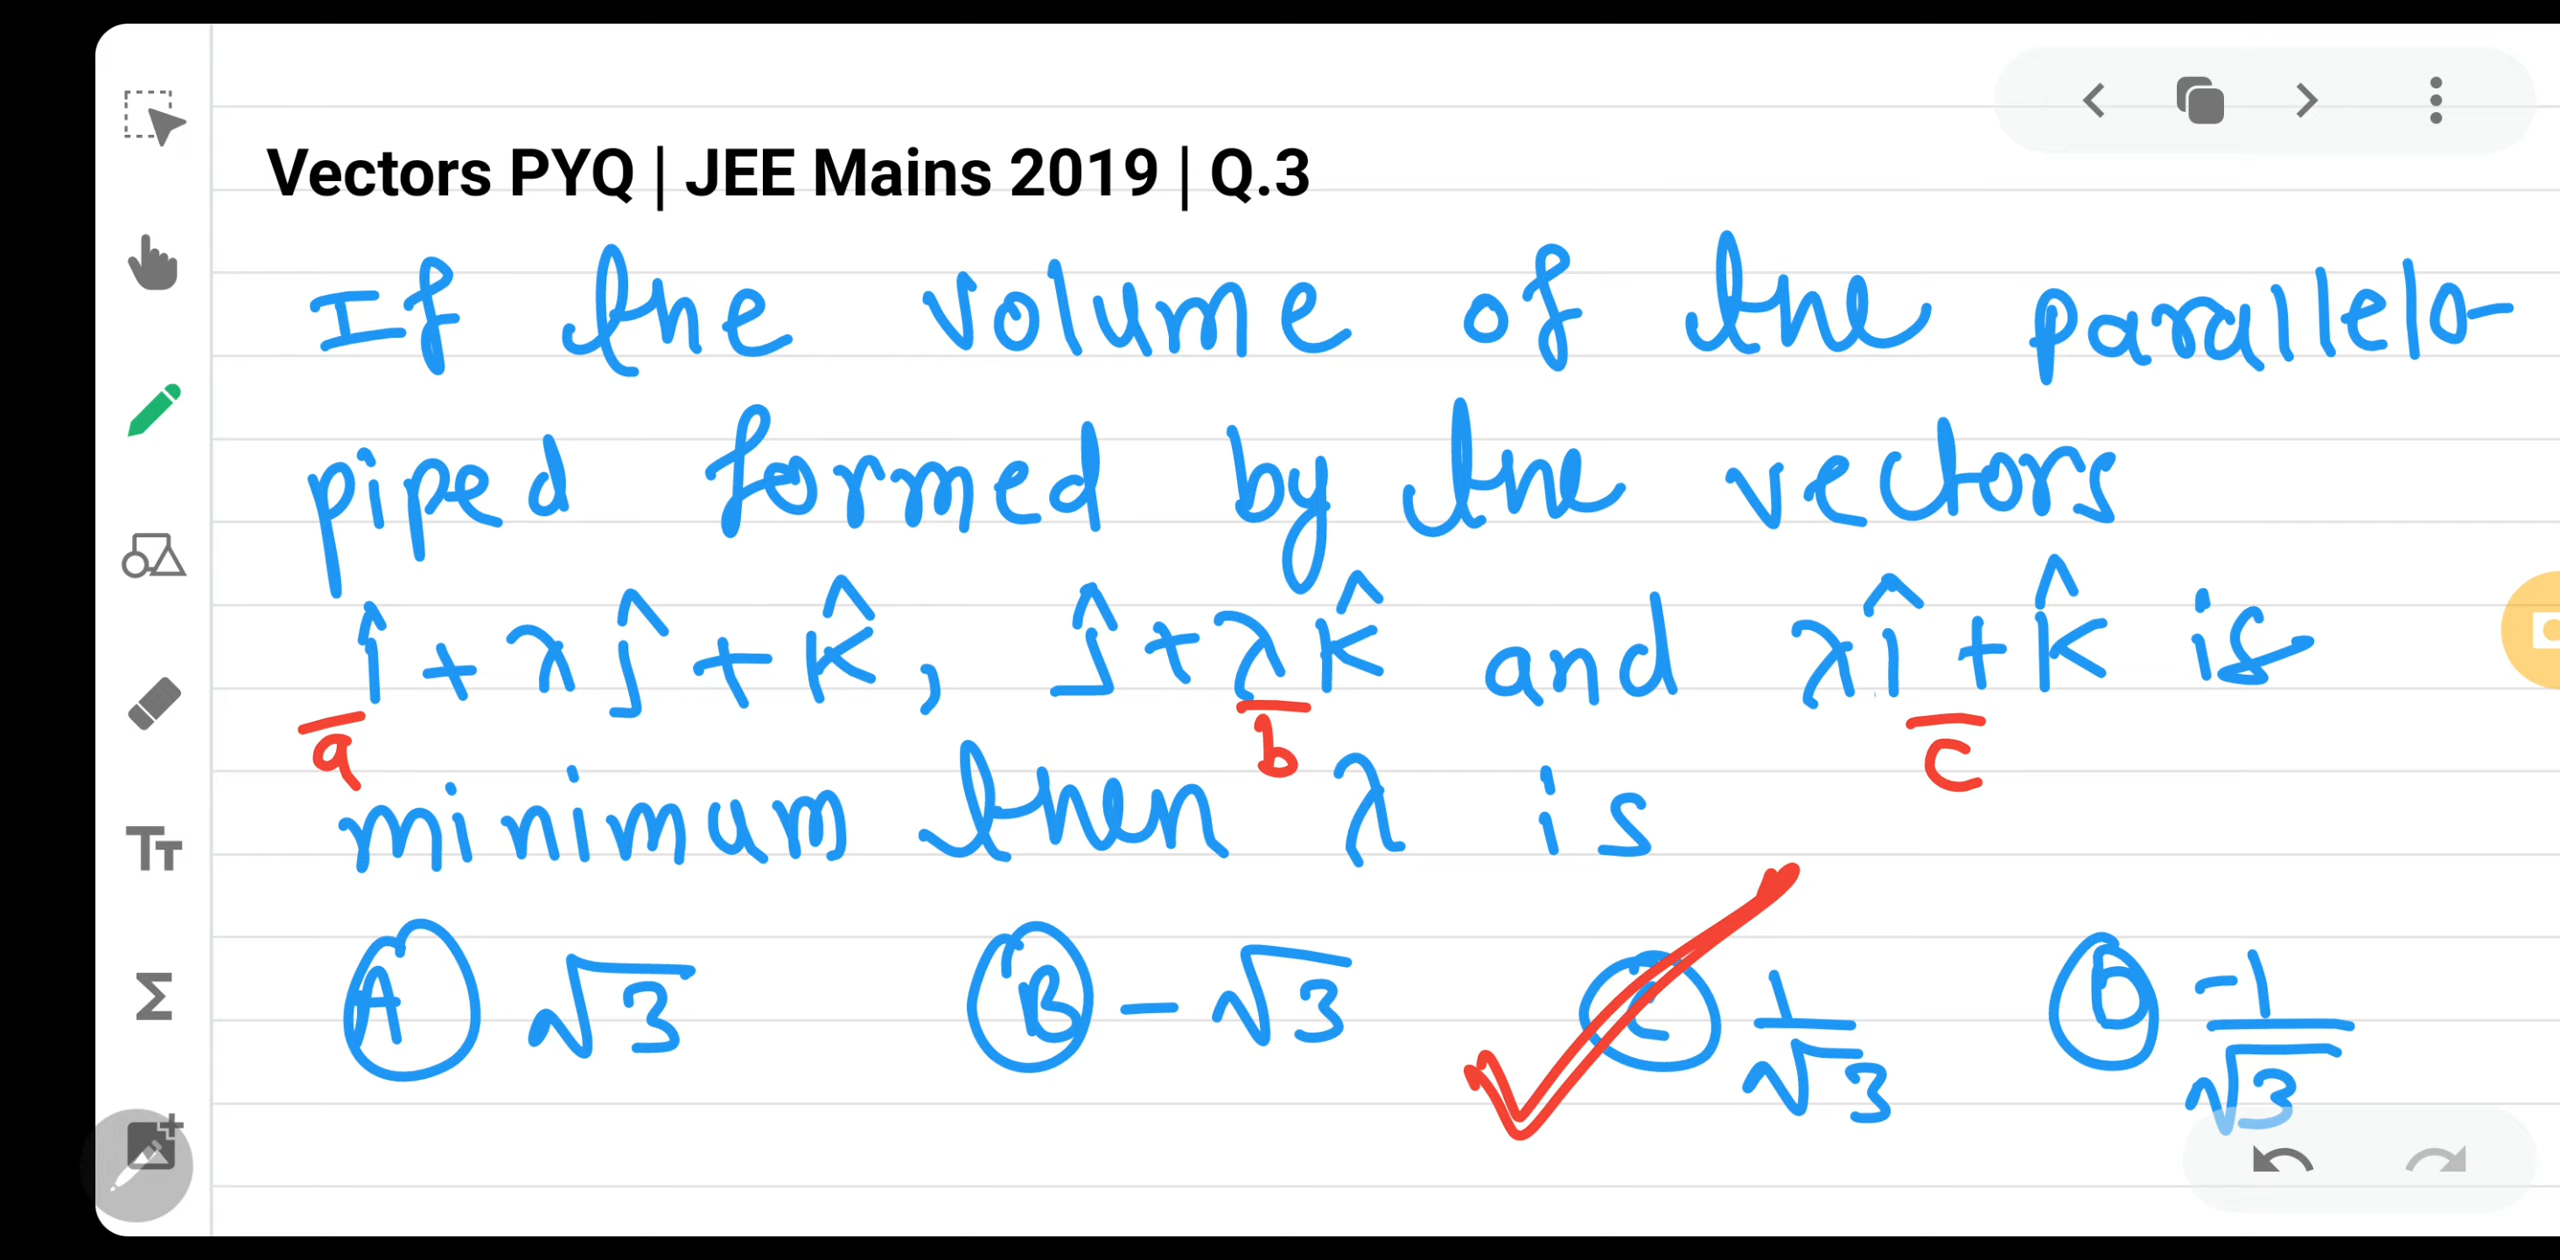 Vectors PYQ | JEE Mains 2019 | Q.3
If the volume of the parallelo-
piped formed by the vectors
î + λĵ + k̂, ĵ + λk̂ and λî + k̂ is
a̅ b̅ c̅
minimum then λ is
(A) √3 (B) -√3 (C) 1/√3 (D) -1/√3